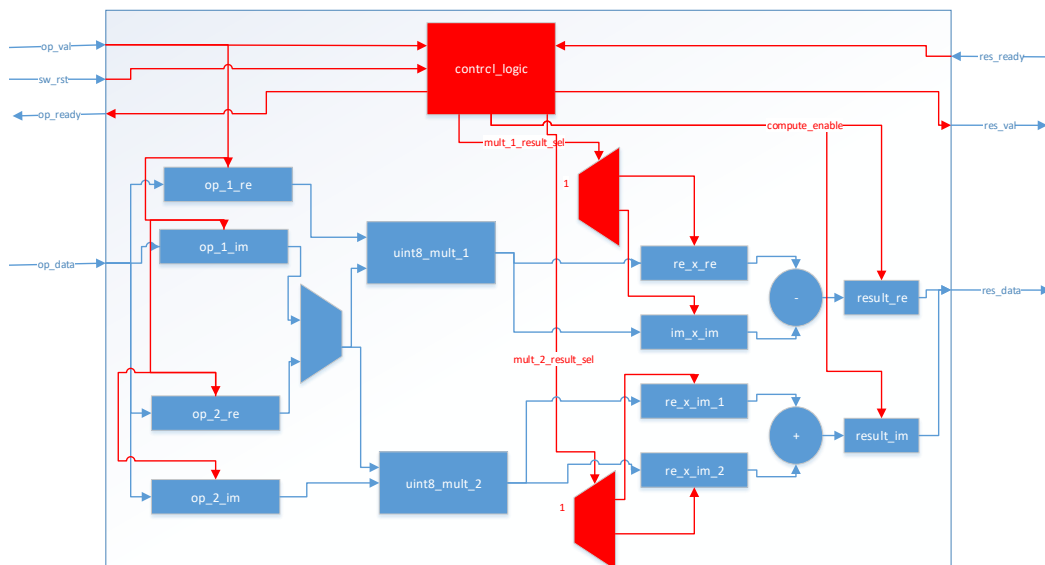 op_val
contrcl_logic
res_ready
sw_rst
op_ready
res_val
compute_enable
mult_1_result_sel
op_1_re
1
op_1_im
uint8_mult_1
re_x_re
op_data
-
result_re
res_data
im_x_im
mult_2_result_sel
re_x_im_1
op_2_re
+
result_im
re_x_im_2
uint8_mult_2
op_2_im
1